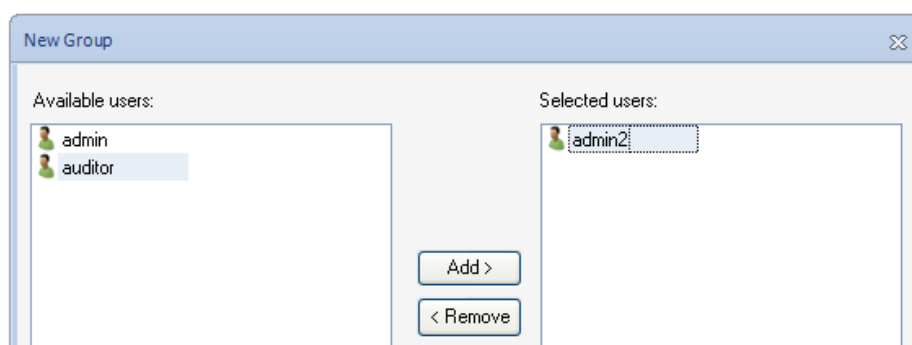 New Group
Available users:
admin
auditor
Add >
< Remove
Selected users:
admin2